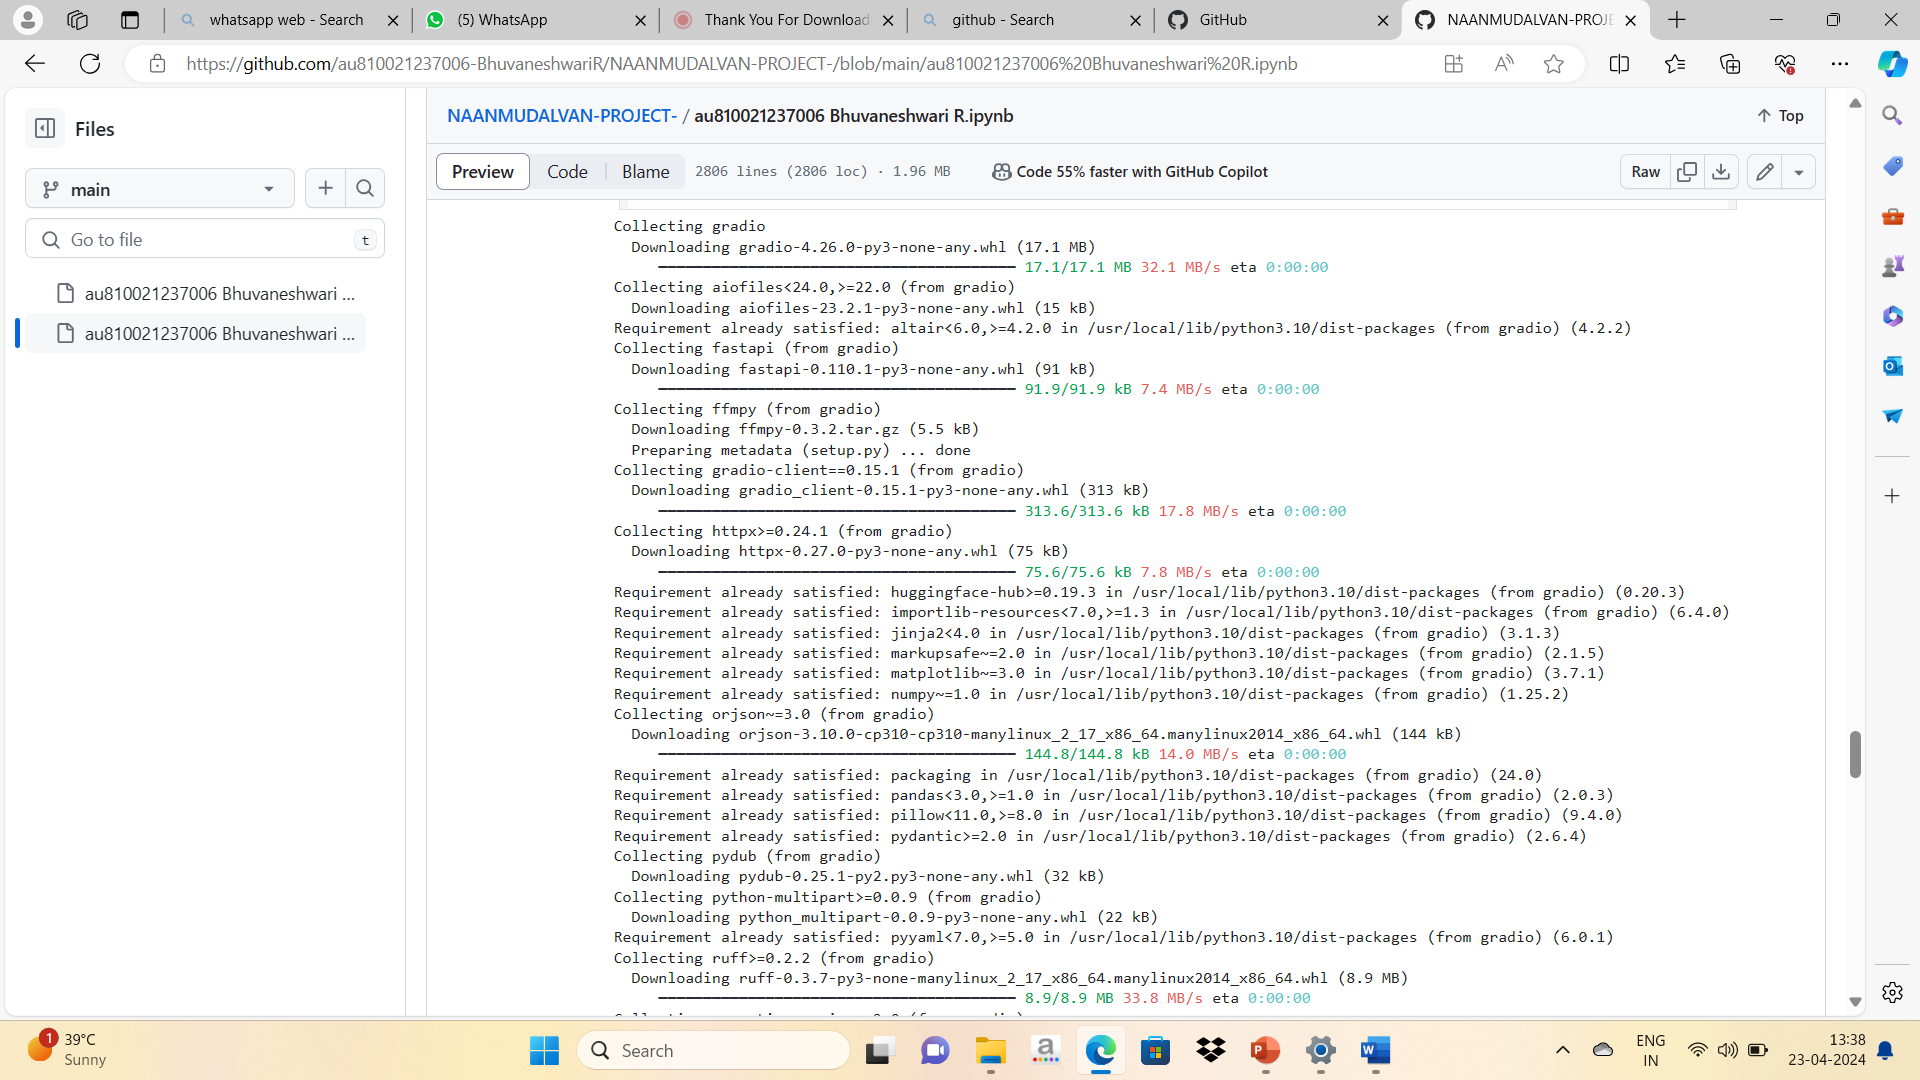 whatsapp web - Search
(5) WhatsApp
Thank You For Download
github - Search
GitHub
NAANMUDALVAN-PROJE
https://github.com/au810021237006-BhuvaneshwariR/NAANMUDALVAN-PROJECT-/blob/main/au810021237006%20Bhuvaneshwari%20R.ipynb
Files
NAANMUDALVAN-PROJECT- / au810021237006 Bhuvaneshwari R.ipynb
Top
main
Preview
Code
Blame
2806 lines (2806 loc) · 1.96 MB
Code 55% faster with GitHub Copilot
Raw
Go to file
t
au810021237006 Bhuvaneshwari ...
au810021237006 Bhuvaneshwari ...
Collecting gradio
Downloading gradio-4.26.0-py3-none-any.whl (17.1 MB)
17.1/17.1 MB 32.1 MB/s eta 0:00:00
Collecting aiofiles<24.0,>=22.0 (from gradio)
Downloading aiofiles-23.2.1-py3-none-any.whl (15 kB)
Requirement already satisfied: altair<6.0,>=4.2.0 in /usr/local/lib/python3.10/dist-packages (from gradio) (4.2.2)
Collecting fastapi (from gradio)
Downloading fastapi-0.110.1-py3-none-any.whl (91 kB)
91.9/91.9 kB 7.4 MB/s eta 0:00:00
Collecting ffmpy (from gradio)
Downloading ffmpy-0.3.2.tar.gz (5.5 kB)
Preparing metadata (setup.py) ... done
Collecting gradio-client==0.15.1 (from gradio)
Downloading gradio_client-0.15.1-py3-none-any.whl (313 kB)
313.6/313.6 kB 17.8 MB/s eta 0:00:00
Collecting httpx>=0.24.1 (from gradio)
Downloading httpx-0.27.0-py3-none-any.whl (75 kB)
75.6/75.6 kB 7.8 MB/s eta 0:00:00
Requirement already satisfied: huggingface-hub>=0.19.3 in /usr/local/lib/python3.10/dist-packages (from gradio) (0.20.3)
Requirement already satisfied: importlib-resources<7.0,>=1.3 in /usr/local/lib/python3.10/dist-packages (from gradio) (6.4.0)
Requirement already satisfied: jinja2<4.0 in /usr/local/lib/python3.10/dist-packages (from gradio) (3.1.3)
Requirement already satisfied: markupsafe~=2.0 in /usr/local/lib/python3.10/dist-packages (from gradio) (2.1.5)
Requirement already satisfied: matplotlib~=3.0 in /usr/local/lib/python3.10/dist-packages (from gradio) (3.7.1)
Requirement already satisfied: numpy~=1.0 in /usr/local/lib/python3.10/dist-packages (from gradio) (1.25.2)
Collecting orjson~=3.0 (from gradio)
Downloading orjson-3.10.0-cp310-cp310-manylinux_2_17_x86_64.manylinux2014_x86_64.whl (144 kB)
144.8/144.8 kB 14.0 MB/s eta 0:00:00
Requirement already satisfied: packaging in /usr/local/lib/python3.10/dist-packages (from gradio) (24.0)
Requirement already satisfied: pandas<3.0,>=1.0 in /usr/local/lib/python3.10/dist-packages (from gradio) (2.0.3)
Requirement already satisfied: pillow<11.0,>=8.0 in /usr/local/lib/python3.10/dist-packages (from gradio) (9.4.0)
Requirement already satisfied: pydantic>=2.0 in /usr/local/lib/python3.10/dist-packages (from gradio) (2.6.4)
Collecting pydub (from gradio)
Downloading pydub-0.25.1-py2.py3-none-any.whl (32 kB)
Collecting python-multipart>=0.0.9 (from gradio)
Downloading python_multipart-0.0.9-py3-none-any.whl (22 kB)
Requirement already satisfied: pyyaml<7.0,>=5.0 in /usr/local/lib/python3.10/dist-packages (from gradio) (6.0.1)
Collecting ruff>=0.2.2 (from gradio)
Downloading ruff-0.3.7-py3-none-manylinux_2_17_x86_64.manylinux2014_x86_64.whl (8.9 MB)
8.9/8.9 MB 33.8 MB/s eta 0:00:00
1
39°C
Sunny
Search
ENG
IN
13:38
23-04-2024